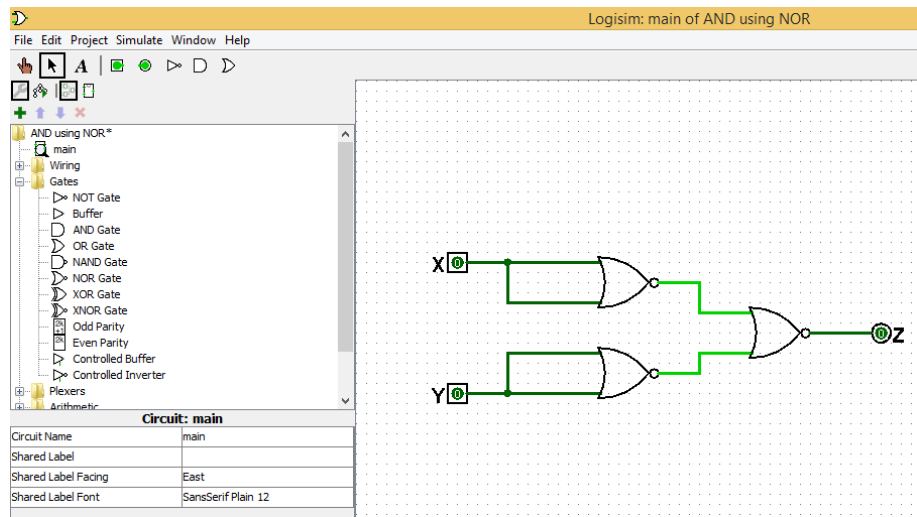 Logisim: main of AND using NOR
File Edit Project Simulate Window Help
A
AND using NOR*
main
Wiring
Gates
NOT Gate
Buffer
AND Gate
OR Gate
NAND Gate
NOR Gate
XOR Gate
XNOR Gate
Odd Parity
Even Parity
Controlled Buffer
Controlled Inverter
Plexers
Arithmetic
Circuit: main
Circuit Name main
Shared Label
Shared Label Facing East
Shared Label Font SansSerif Plain 12
X 0
Y 0
0 Z